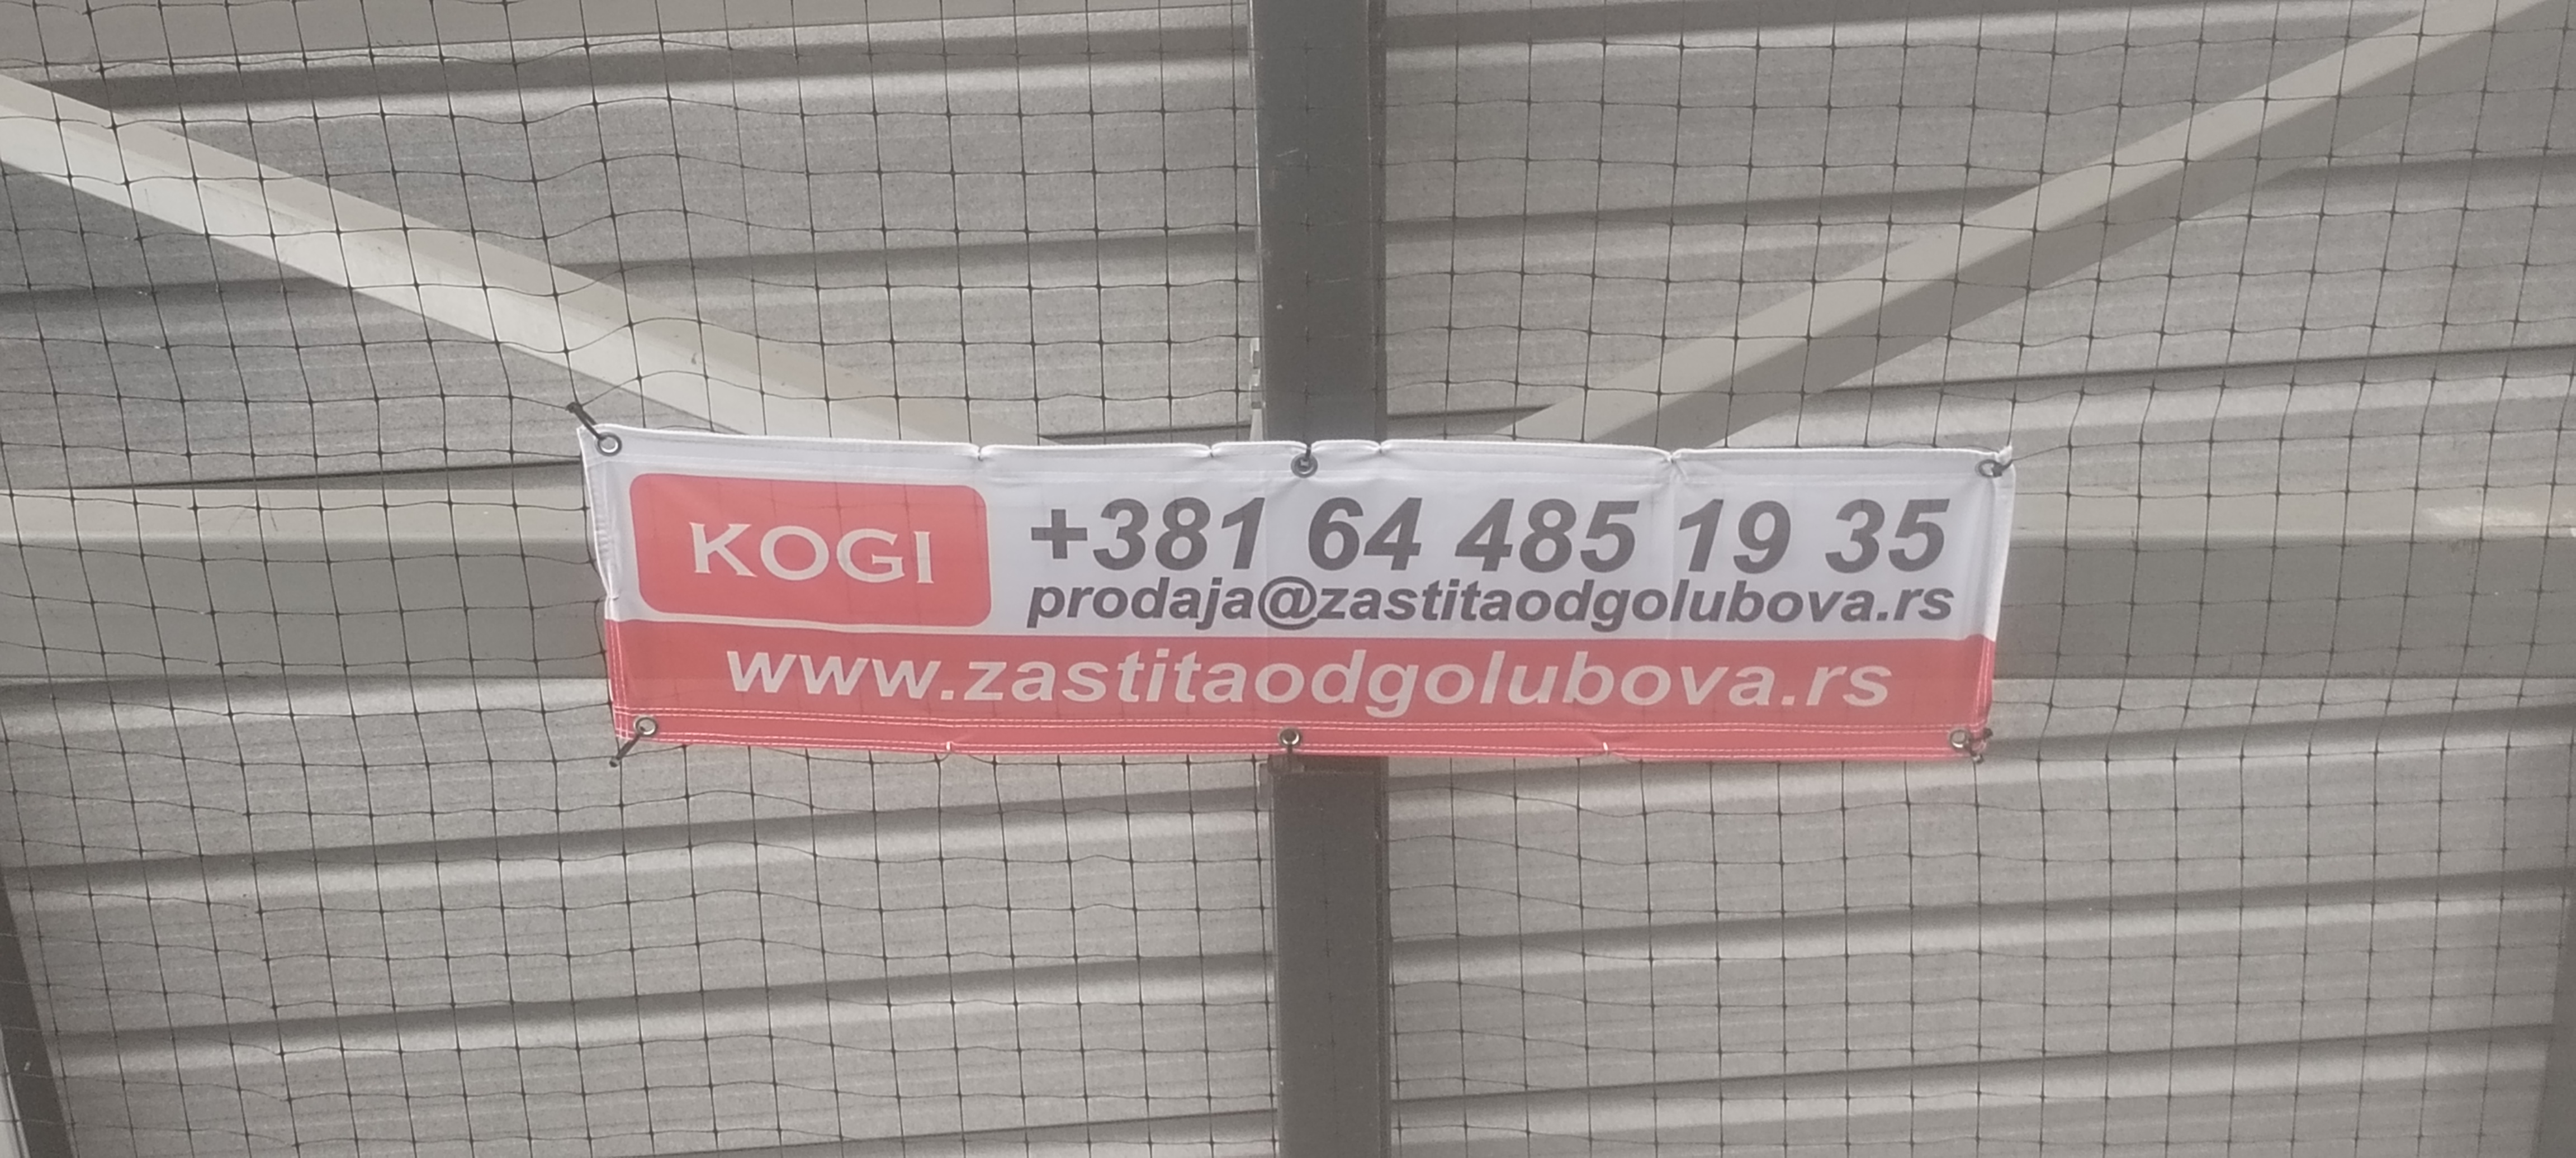 KOGI
+381 64 485 19 35
prodaja@zastitaodgolubova.rs
www.zastitaodgolubova.rs